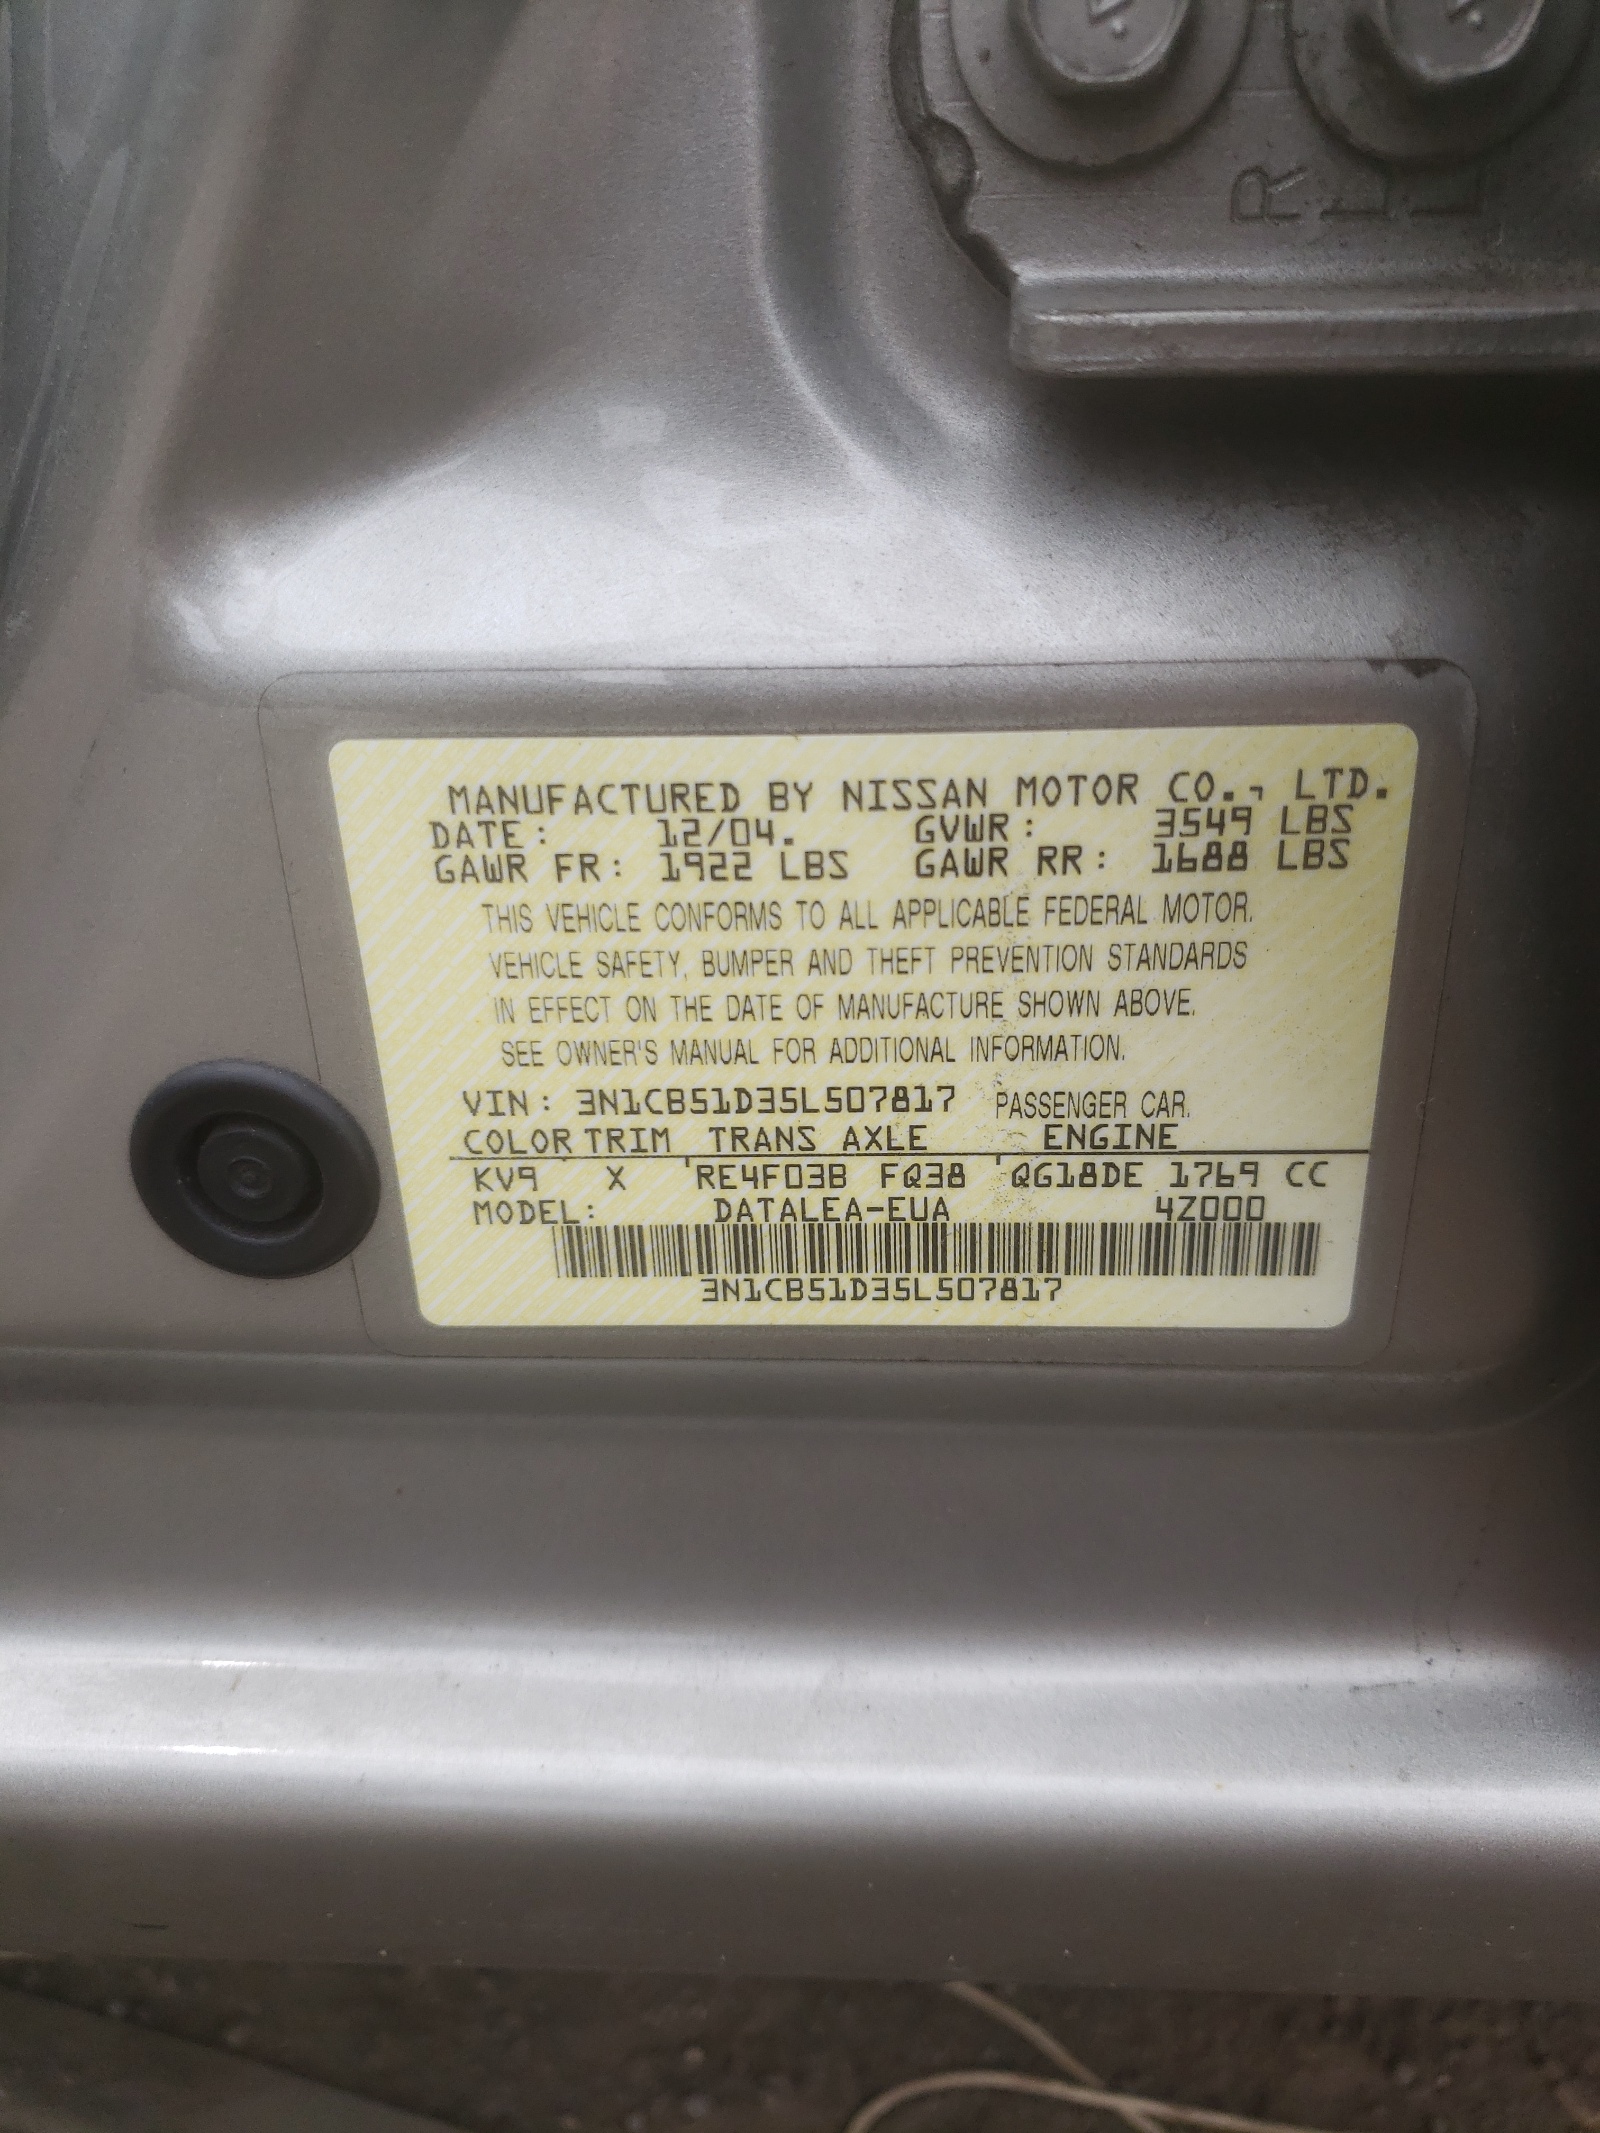 R
MANUFACTURED BY NISSAN MOTOR CO., LTD.
DATE: 12/04. GVWR: 3549 LBS
GAWR FR: 1922 LBS GAWR RR: 1688 LBS
THIS VEHICLE CONFORMS TO ALL APPLICABLE FEDERAL MOTOR.
VEHICLE SAFETY, BUMPER AND THEFT PREVENTION STANDARDS
IN EFFECT ON THE DATE OF MANUFACTURE SHOWN ABOVE.
SEE OWNER'S MANUAL FOR ADDITIONAL INFORMATION.
VIN: 3N1CB51D35L507817 PASSENGER CAR.
COLOR TRIM TRANS AXLE ENGINE
KV9 X RE4F03B FQ38 QG18DE 1769 CC
MODEL: DATALEA-EUA 4Z000
3N1CB51D35L507817